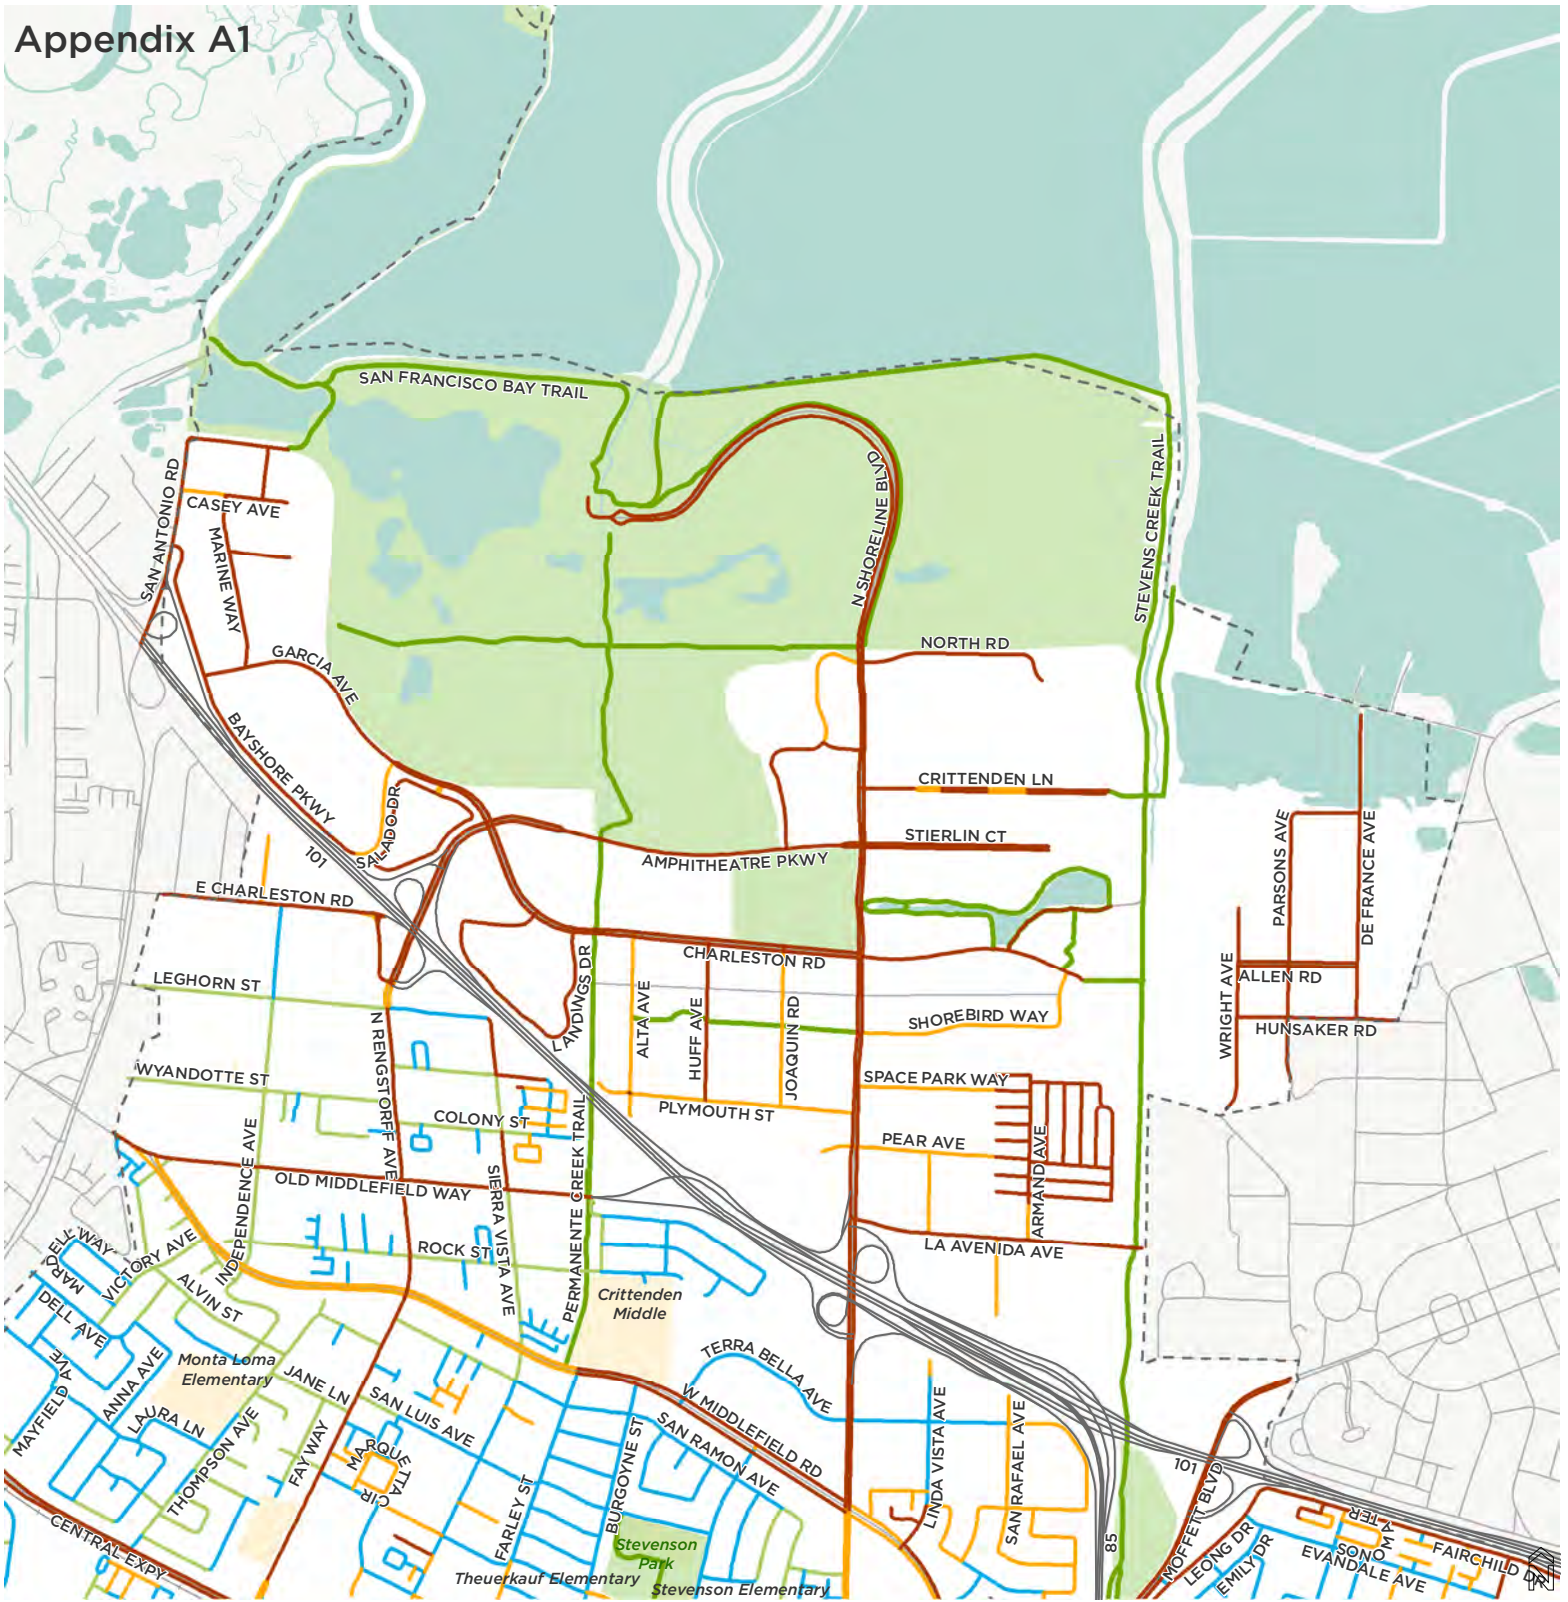 Appendix A1
SAN FRANCISCO BAY TRAIL
SAN ANTONIO RD
CASEY AVE
MARINE WAY
N SHORELINE BLVD
STEVENS CREEK TRAIL
GARCIA AVE
NORTH RD
BAYSHORE PKWY
SALADO DR
CRITTENDEN LN
STIERLIN CT
AMPHITHEATRE PKWY
101
PARSONS AVE
DE FRANCE AVE
E CHARLESTON RD
CHARLESTON RD
LEGHORN ST
LANDINGS DR
ALTA AVE
HUFF AVE
JOAQUIN RD
SHOREBIRD WAY
WRIGHT AVE
ALLEN RD
HUNSAKER RD
N RENGSTORFF AVE
WYANDOTTE ST
SPACE PARK WAY
COLONY ST
PLYMOUTH ST
PERMANENTE CREEK TRAIL
PEAR AVE
ARMAND AVE
INDEPENDENCE AVE
OLD MIDDLEFIELD WAY
SIERRA VISTA AVE
LA AVENIDA AVE
MARDELL WAY
VICTORY AVE
ROCK ST
ALVIN ST
DELL AVE
Crittenden
Middle
Monta Loma
Elementary
MAYFIELD AVE
ANNA AVE
JANE LN
TERRA BELLA AVE
LAURA LN
SAN LUIS AVE
W MIDDLEFIELD RD
THOMPSON AVE
FAY WAY
MARQUETTA CIR
SAN RAMON AVE
BURGOYNE ST
FARLEY ST
LINDA VISTA AVE
SAN RAFAEL AVE
101
MOFFETT BLVD
CENTRAL EXPY
Stevenson
Park
Theuerkauf Elementary
Stevenson Elementary
85
LEONG DR
EMILY DR
EVANDALE AVE
FAIRCHILD DR